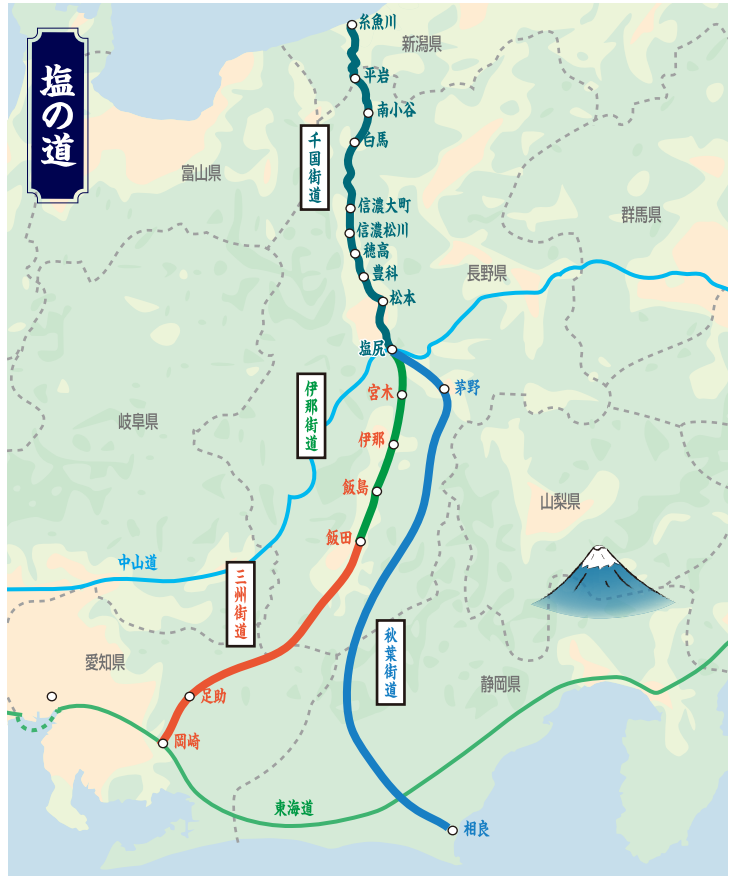 塩の道
糸魚川
新潟県
平岩
南小谷
白馬
千国街道
富山県
信濃大町
群馬県
信濃松川
穂高
長野県
豊科
松本
塩尻
茅野
宮木
伊那街道
岐阜県
伊那
飯島
山梨県
飯田
中山道
三州街道
秋葉街道
愛知県
静岡県
足助
岡崎
東海道
相良